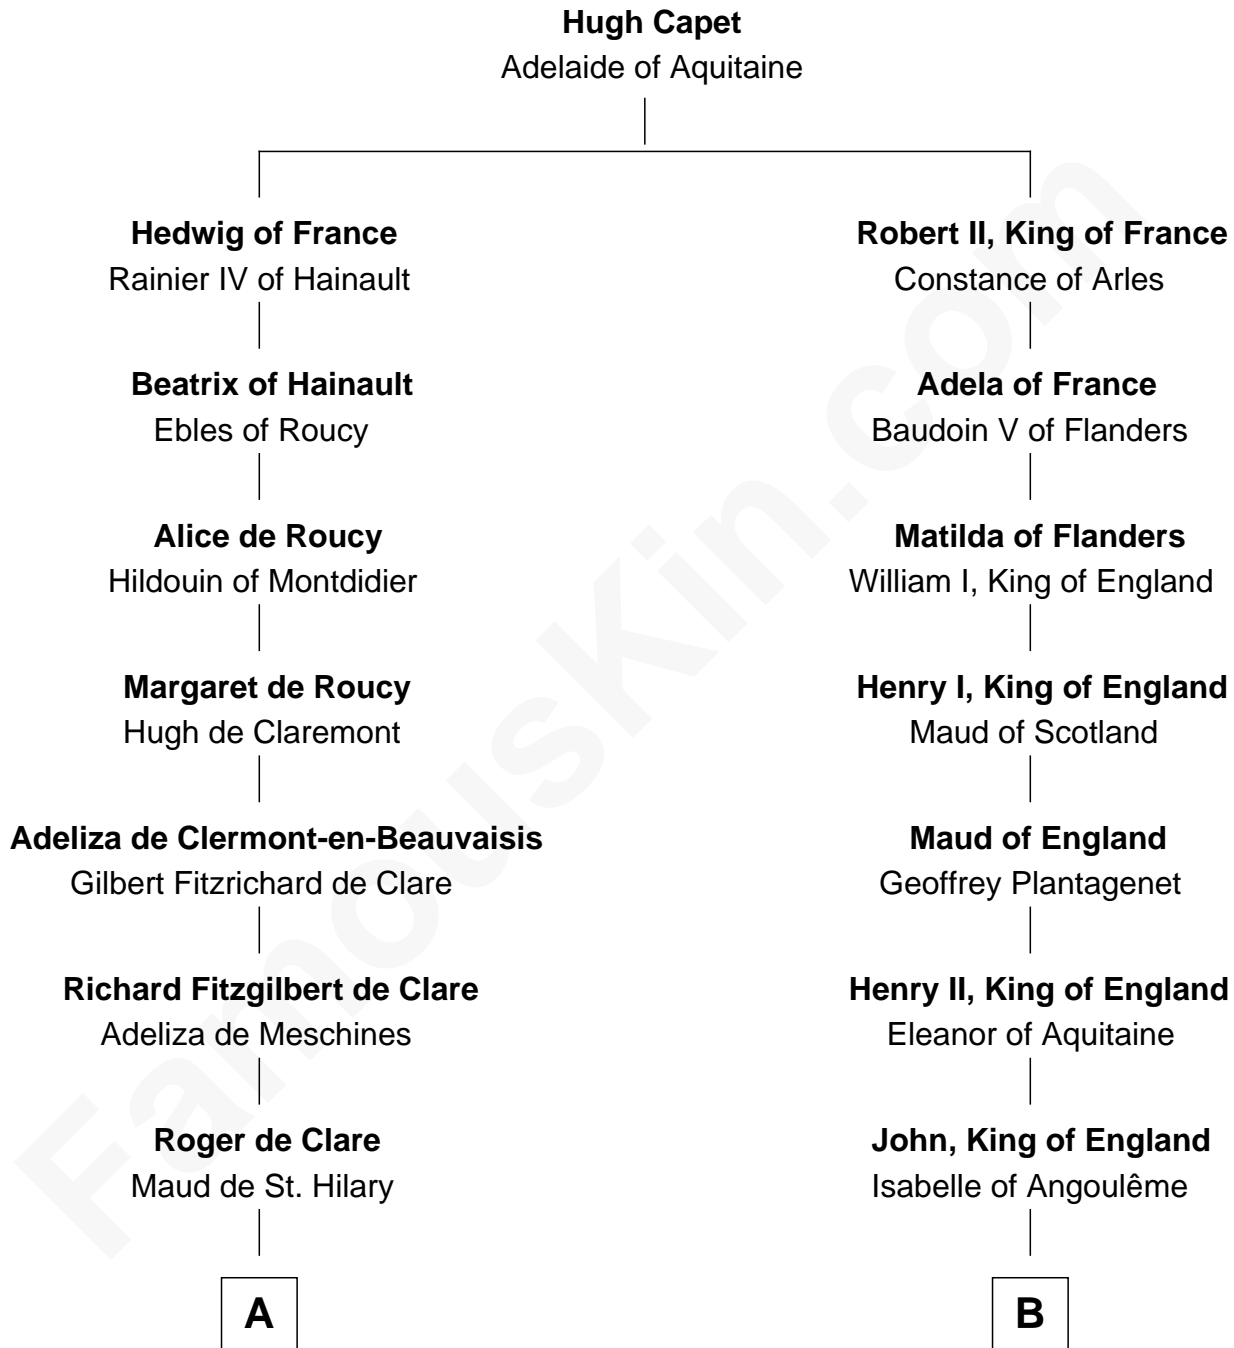 Hugh Capet
Adelaide of Aquitaine
Hedwig of France
Rainier IV of Hainault
Robert II, King of France
Constance of Arles
Beatrix of Hainault
Ebles of Roucy
Adela of France
Baudoin V of Flanders
Alice de Roucy
Hildouin of Montdidier
Matilda of Flanders
William I, King of England
Margaret de Roucy
Hugh de Claremont
Henry I, King of England
Maud of Scotland
Adeliza de Clermont-en-Beauvaisis
Gilbert Fitzrichard de Clare
Maud of England
Geoffrey Plantagenet
Richard Fitzgilbert de Clare
Adeliza de Meschines
Henry II, King of England
Eleanor of Aquitaine
Roger de Clare
Maud de St. Hilary
John, King of England
Isabelle of Angoulême
A
B
FamousKin.com